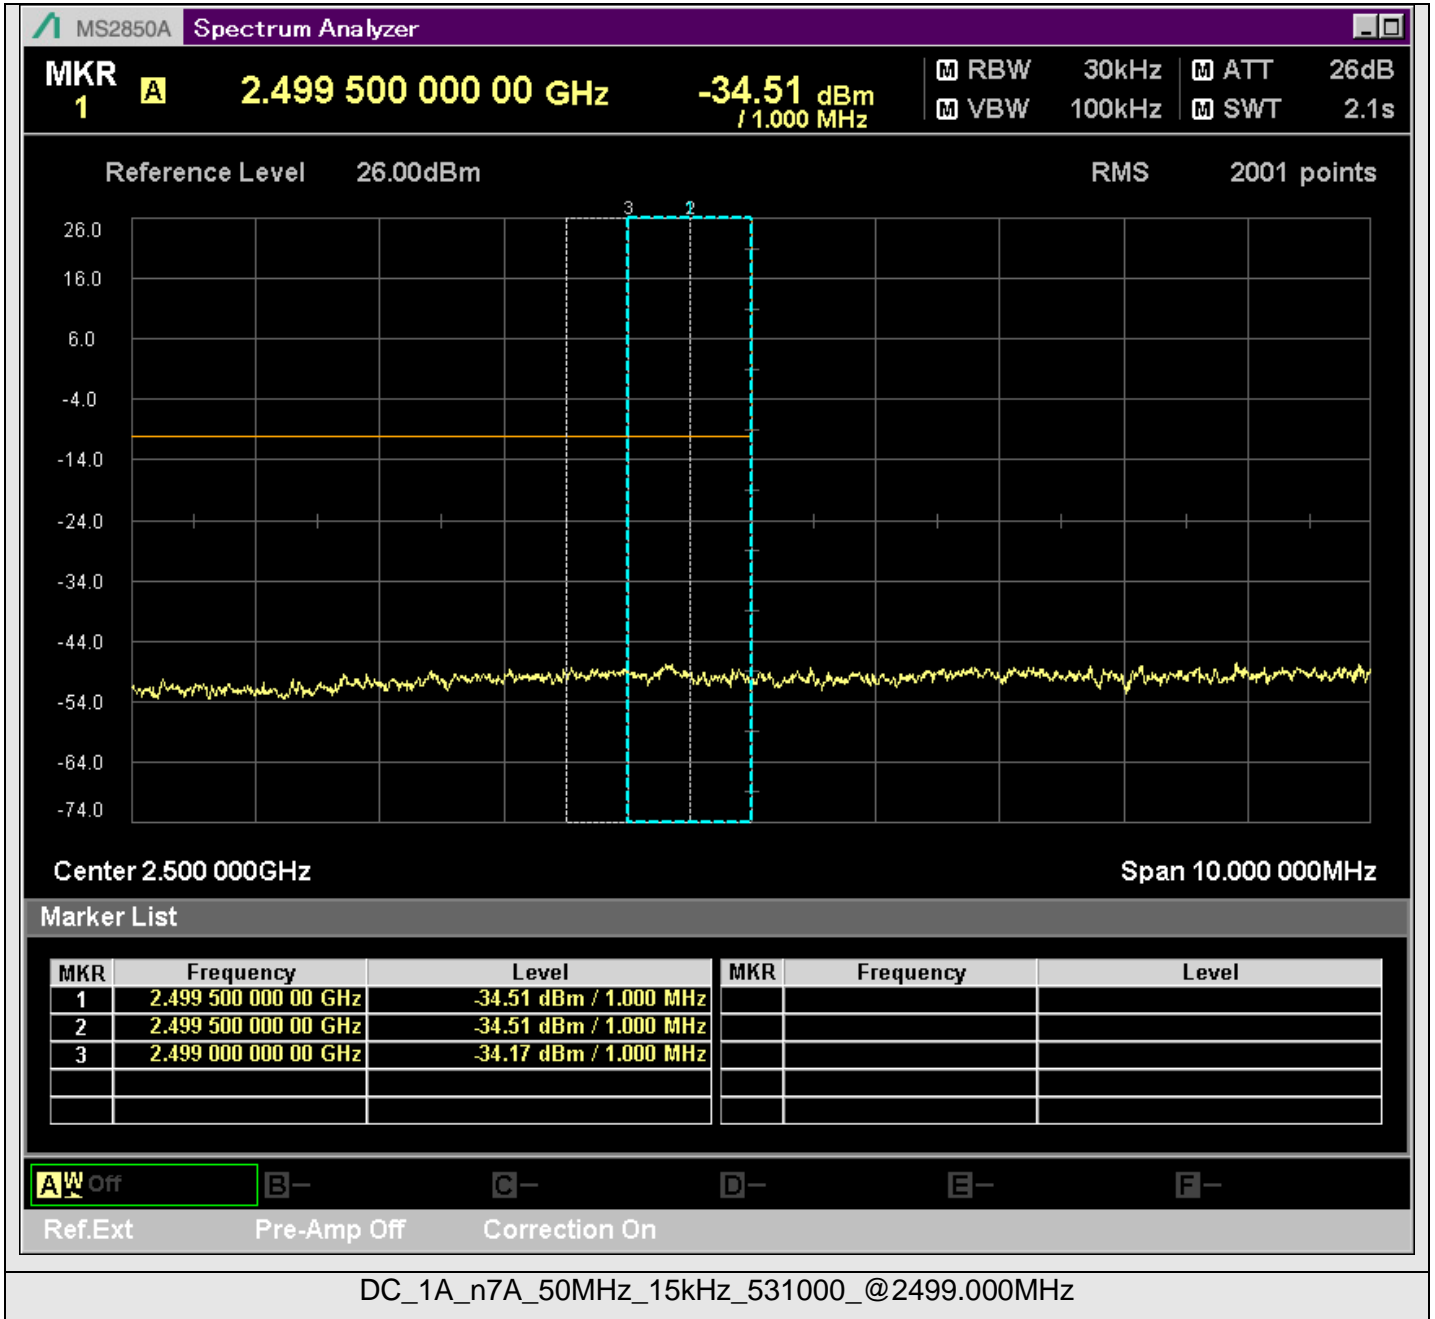 MS2850A Spectrum Analyzer
MKR 1 A 2.499 500 000 00 GHz -34.51 dBm / 1.000 MHz
M RBW 30kHz M ATT 26dB
M VBW 100kHz M SWT 2.1s
Reference Level 26.00dBm RMS 2001 points
3 2
26.0
16.0
6.0
-4.0
-14.0
-24.0
-34.0
-44.0
-54.0
-64.0
-74.0
Center 2.500 000GHz Span 10.000 000MHz
Marker List
MKR Frequency Level MKR Frequency Level
1 2.499 500 000 00 GHz -34.51 dBm / 1.000 MHz
2 2.499 500 000 00 GHz -34.51 dBm / 1.000 MHz
3 2.499 000 000 00 GHz -34.17 dBm / 1.000 MHz
A W Off B- C- D- E- F-
Ref.Ext Pre-Amp Off Correction On
DC_1A_n7A_50MHz_15kHz_531000_@2499.000MHz